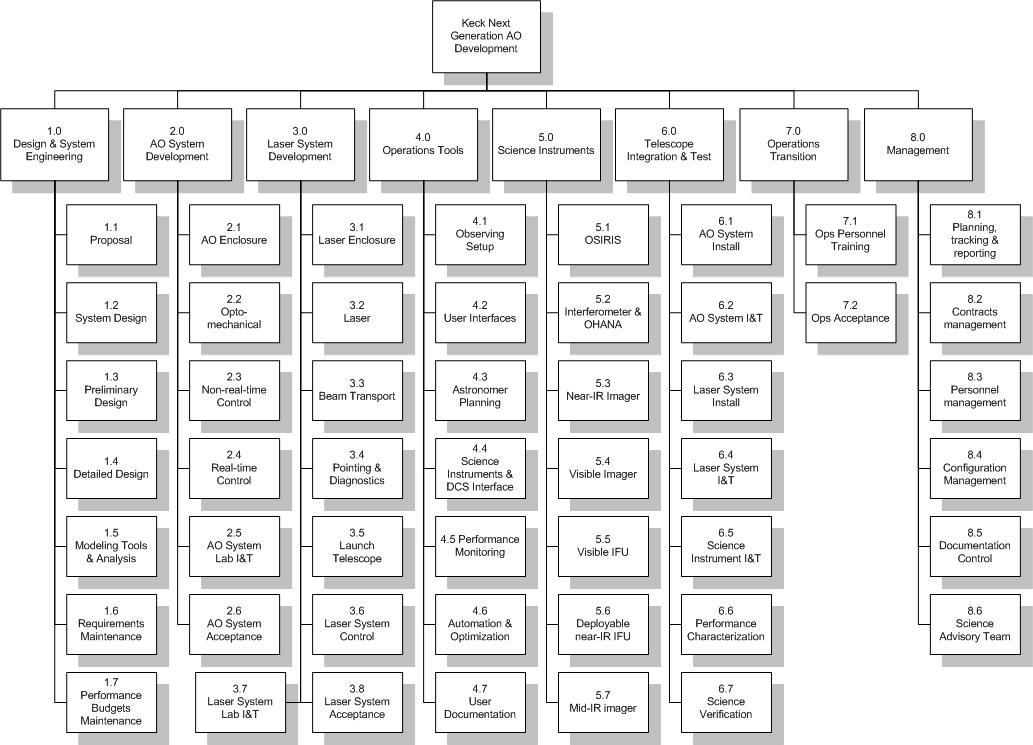 Keck Next
Generation AO
Development
1.0
Design & System
Engineering
2.0
AO System
Development
3.0
Laser System
Development
4.0
Operations Tools
5.0
Science Instruments
6.0
Telescope
Integration & Test
7.0
Operations
Transition
8.0
Management
1.1
Proposal
1.2
System Design
1.3
Preliminary
Design
1.4
Detailed Design
1.5
Modeling Tools
& Analysis
1.6
Requirements
Maintenance
1.7
Performance
Budgets
Maintenance
2.1
AO Enclosure
2.2
Opto-
mechanical
2.3
Non-real-time
Control
2.4
Real-time
Control
2.5
AO System
Lab I&T
2.6
AO System
Acceptance
3.1
Laser Enclosure
3.2
Laser
3.3
Beam Transport
3.4
Pointing &
Diagnostics
3.5
Launch
Telescope
3.6
Laser System
Control
3.7
Laser System
Lab I&T
3.8
Laser System
Acceptance
4.1
Observing
Setup
4.2
User Interfaces
4.3
Astronomer
Planning
4.4
Science
Instruments &
DCS Interface
4.5 Performance
Monitoring
4.6
Automation &
Optimization
4.7
User
Documentation
5.1
OSIRIS
5.2
Interferometer &
OHANA
5.3
Near-IR Imager
5.4
Visible Imager
5.5
Visible IFU
5.6
Deployable
near-IR IFU
5.7
Mid-IR imager
6.1
AO System
Install
6.2
AO System I&T
6.3
Laser System
Install
6.4
Laser System
I&T
6.5
Science
Instrument I&T
6.6
Performance
Characterization
6.7
Science
Verification
7.1
Ops Personnel
Training
7.2
Ops Acceptance
8.1
Planning,
tracking &
reporting
8.2
Contracts
management
8.3
Personnel
management
8.4
Configuration
Management
8.5
Documentation
Control
8.6
Science
Advisory Team